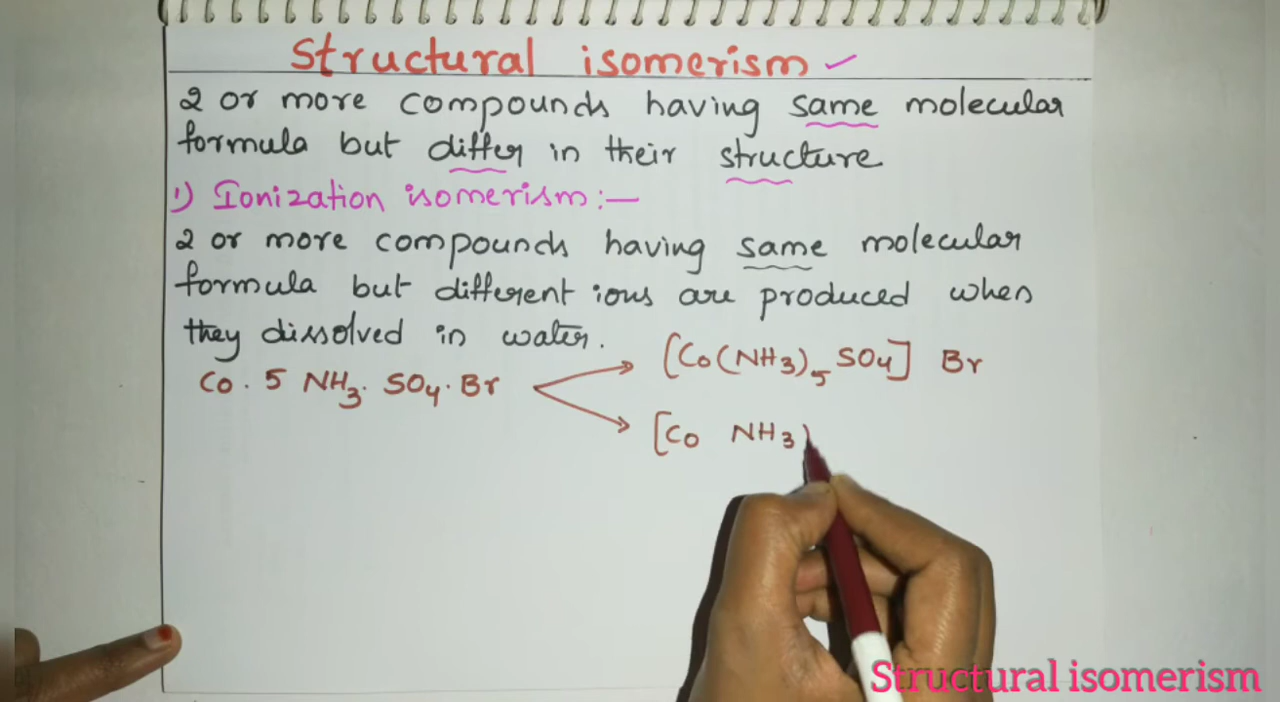 Structural isomerism
2 or more compounds having same molecular
formula but differ in their structure
1) Ionization isomerism:-
2 or more compounds having same molecular
formula but different ions are produced when
they dissolved in water.
[Co(NH3)5 SO4] Br
Co. 5 NH3. SO4. Br
[Co NH3)
Structural isomerism